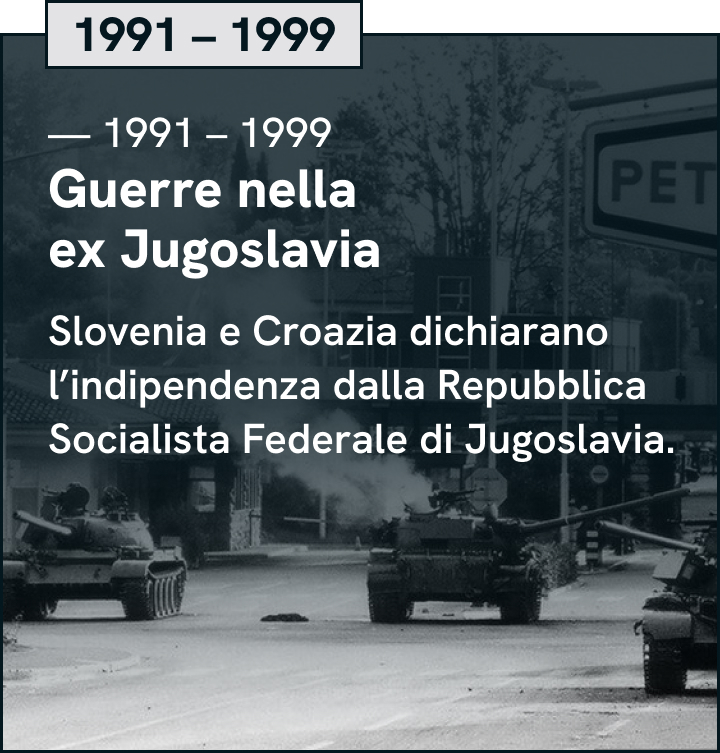 1991 – 1999
— 1991 – 1999
Guerre nella
ex Jugoslavia
Slovenia e Croazia dichiarano
l’indipendenza dalla Repubblica
Socialista Federale di Jugoslavia.
PET